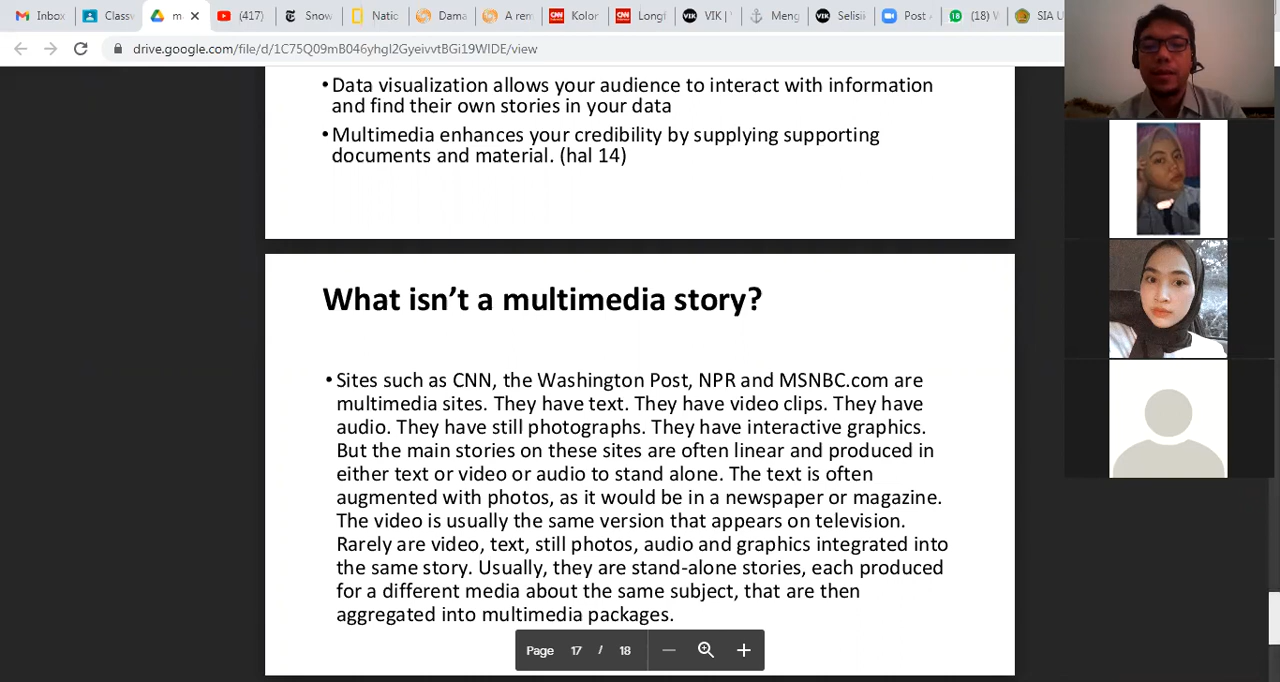 Inbox
Classw
m
(417)
Snow
Natic
Dama
A rem
Kolor
Longf
VIK |
Meng
Selisi
Post
(18)
SIA U
drive.google.com/file/d/1C75Q09mB046yhgI2GyeivvtBGi19WIDE/view
•Data visualization allows your audience to interact with information
and find their own stories in your data
•Multimedia enhances your credibility by supplying supporting
documents and material. (hal 14)
What isn't a multimedia story?
•Sites such as CNN, the Washington Post, NPR and MSNBC.com are
multimedia sites. They have text. They have video clips. They have
audio. They have still photographs. They have interactive graphics.
But the main stories on these sites are often linear and produced in
either text or video or audio to stand alone. The text is often
augmented with photos, as it would be in a newspaper or magazine.
The video is usually the same version that appears on television.
Rarely are video, text, still photos, audio and graphics integrated into
the same story. Usually, they are stand-alone stories, each produced
for a different media about the same subject, that are then
aggregated into multimedia packages.
Page 17 / 18